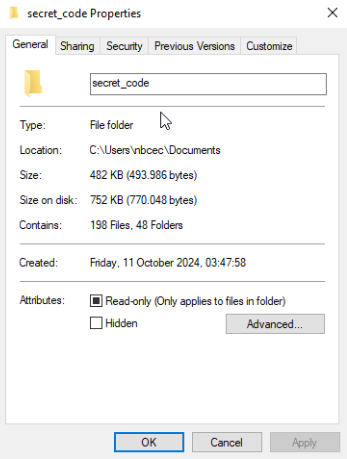 secret_code Properties
General Sharing Security Previous Versions Customize
secret_code
Type: File folder
Location: C:\Users\nbcec\Documents
Size: 482 KB (493.986 bytes)
Size on disk: 752 KB (770.048 bytes)
Contains: 198 Files, 48 Folders
Created: Friday, 11 October 2024, 03:47:58
Attributes: Read-only (Only applies to files in folder)
Hidden Advanced...
OK Cancel Apply